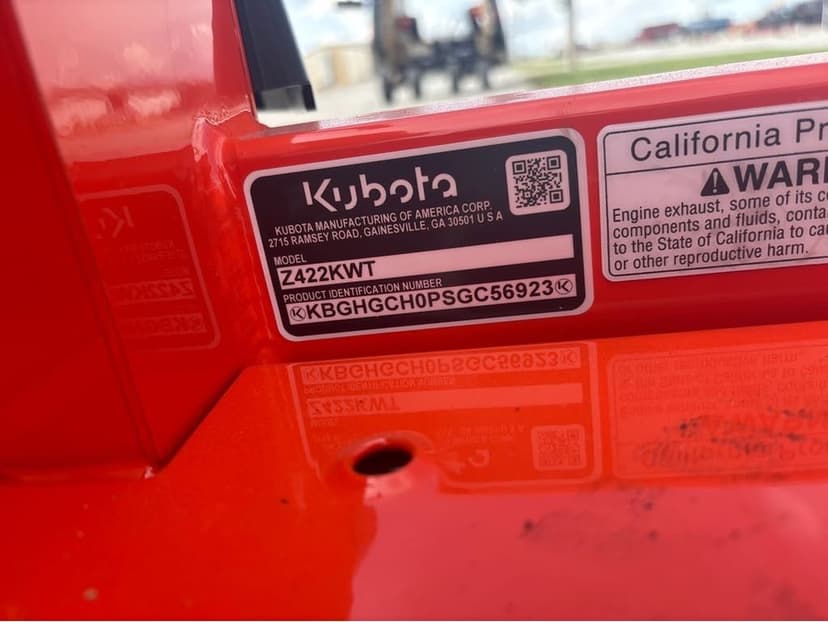 Kubota
KUBOTA MANUFACTURING OF AMERICA CORP.
2715 RAMSEY ROAD, GAINESVILLE, GA 30501 U S A
MODEL
Z422KWT
PRODUCT IDENTIFICATION NUMBER
KBGHGCH0PSGC56923
California Pr
WAR
Engine exhaust, some of its c
components and fluids, conta
to the State of California to ca
or other reproductive harm.